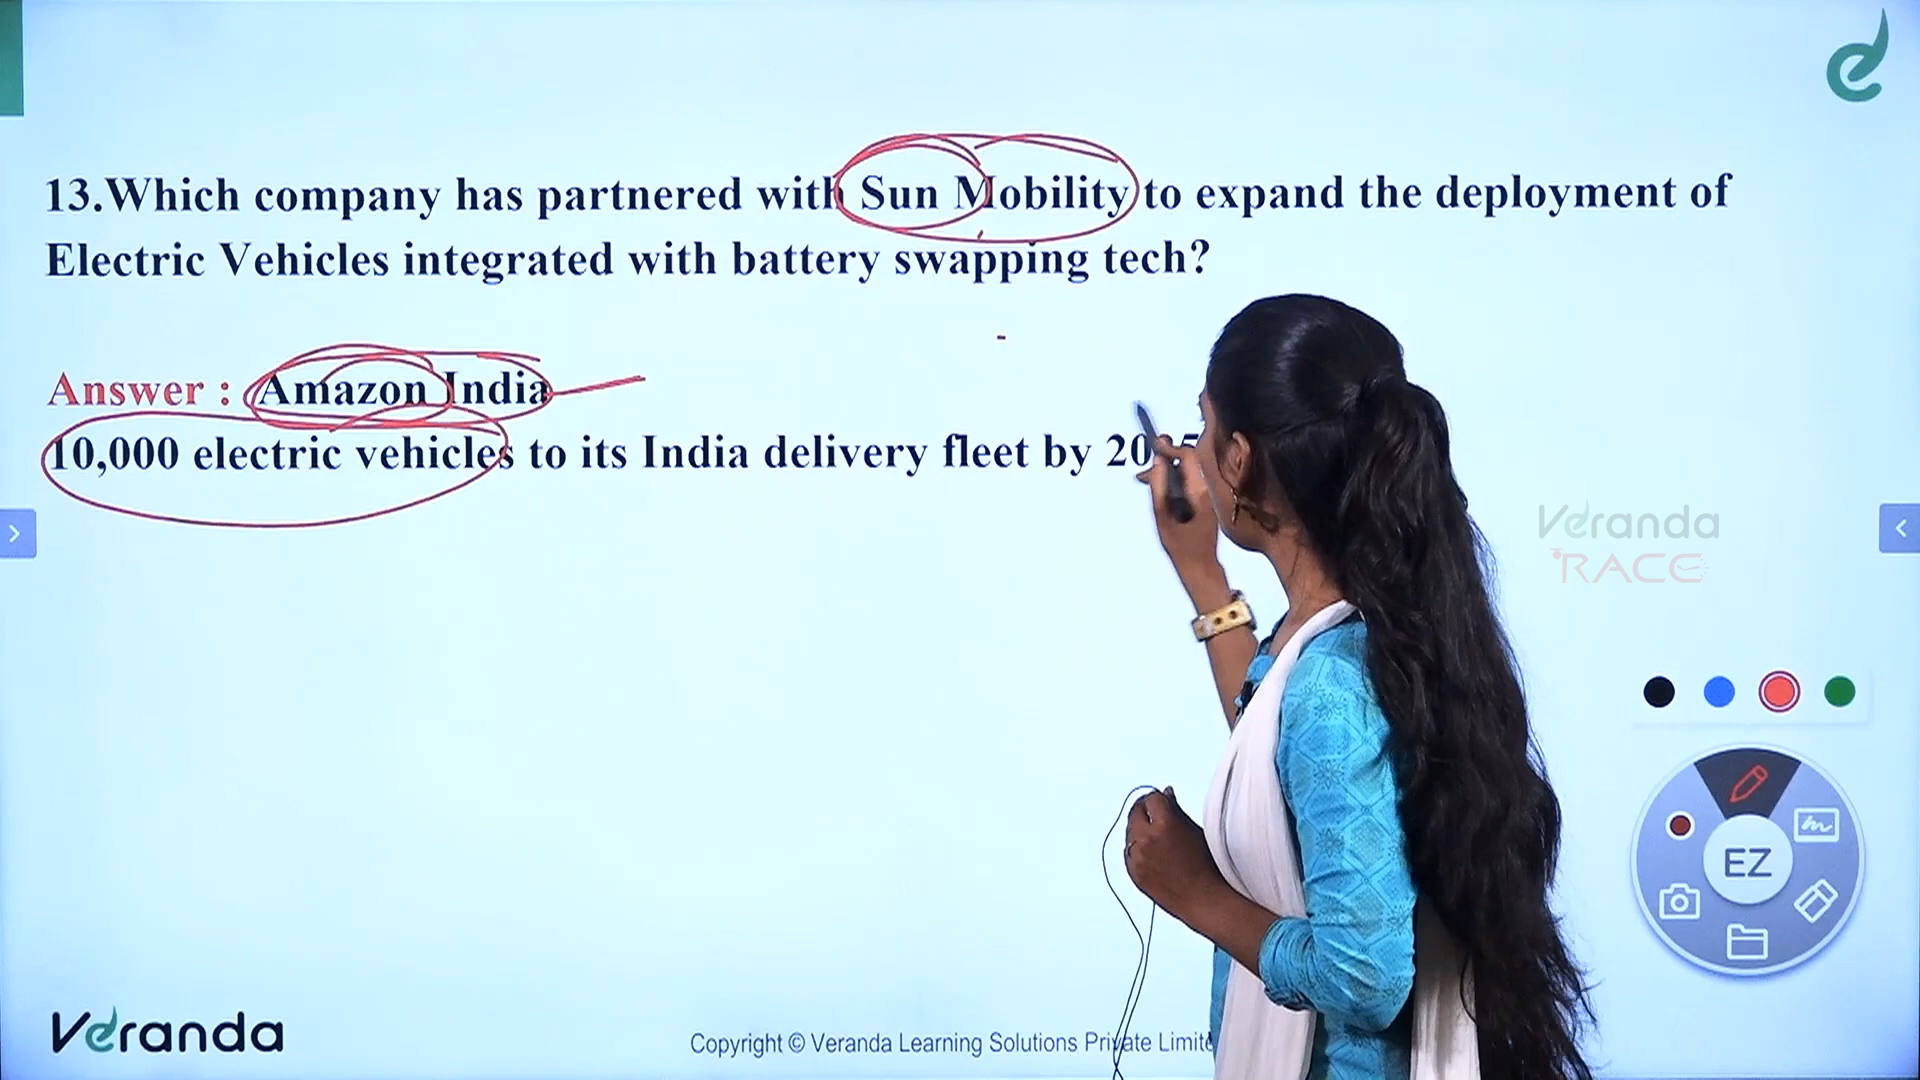 13.Which company has partnered with Sun Mobility to expand the deployment of
Electric Vehicles integrated with battery swapping tech?
Answer : Amazon India
10,000 electric vehicles to its India delivery fleet by
Veranda
RACE
EZ
Veranda
Copyright © Veranda Learning Solutions Private